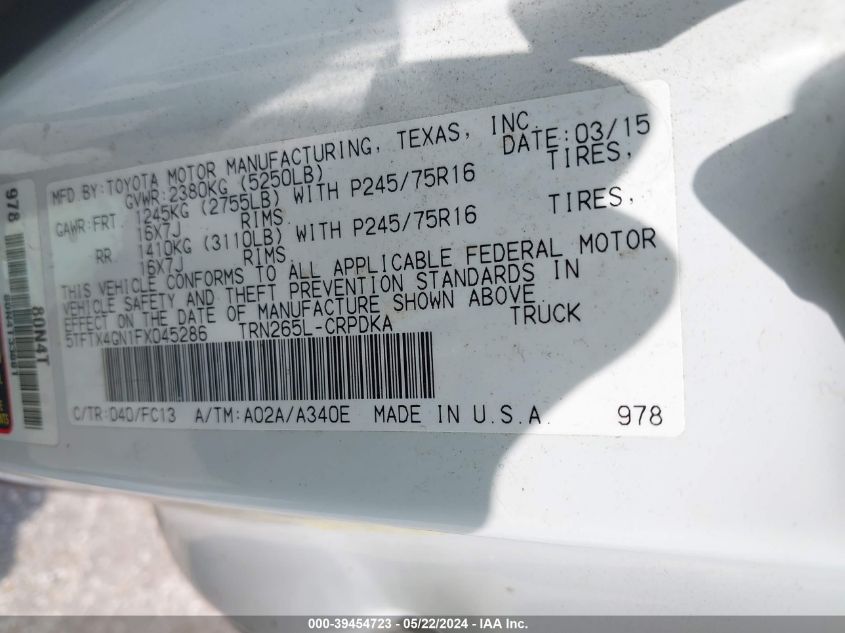 MFD.BY:TOYOTA MOTOR MANUFACTURING, TEXAS, INC.
GVWR:2380KG (5250LB) DATE:03/15
GAWR:FRT 1245KG (2755LB) WITH P245/75R16 TIRES,
16X7J RIMS
RR 1410KG (3110LB) WITH P245/75R16 TIRES,
16X7J RIMS
THIS VEHICLE CONFORMS TO ALL APPLICABLE FEDERAL MOTOR
VEHICLE SAFETY AND THEFT PREVENTION STANDARDS IN
EFFECT ON THE DATE OF MANUFACTURE SHOWN ABOVE.
5TFTX4GN1FX045286 TRN265L-CRPDKA TRUCK
C/TR:040/FC13 A/TM:A02A/A340E MADE IN U.S.A. 978
978
80N4T
000-39454723 - 05/22/2024 - IAA Inc.